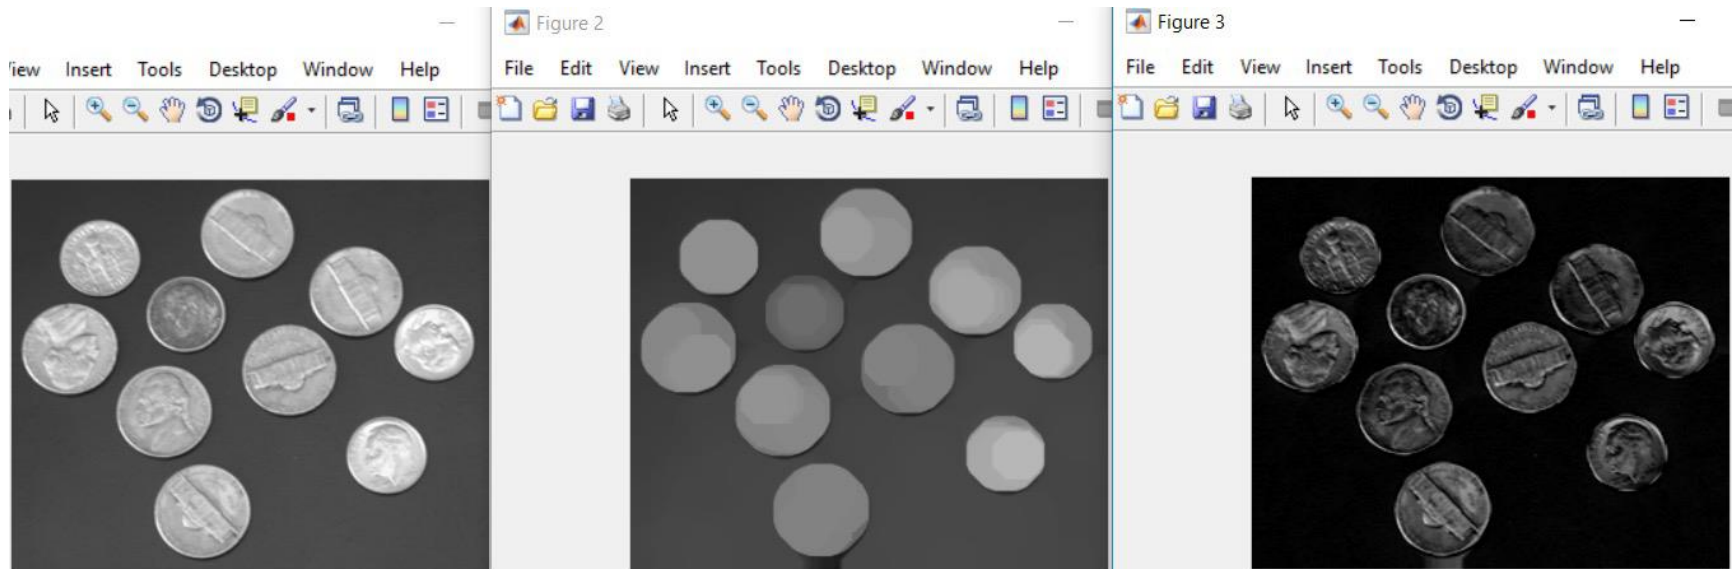 Figure 2
Figure 3
View Insert Tools Desktop Window Help
File Edit View Insert Tools Desktop Window Help
File Edit View Insert Tools Desktop Window Help